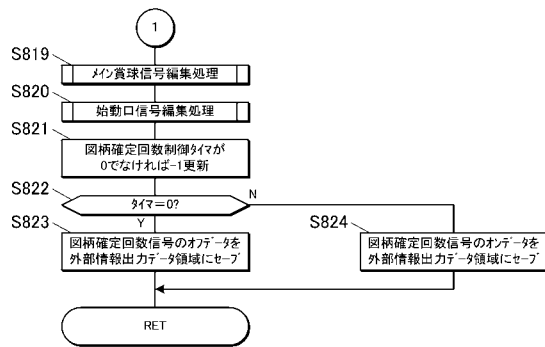 1
S819
メイン賞球信号編集処理
S820
始動口信号編集処理
S821
図柄確定回数制御タイマが
0でなければ-1更新
S822
タイマ=0?
N
Y
S823
図柄確定回数信号のオフデータを
外部情報出力データ領域にセーブ
S824
図柄確定回数信号のオンデータを
外部情報出力データ領域にセーブ
RET